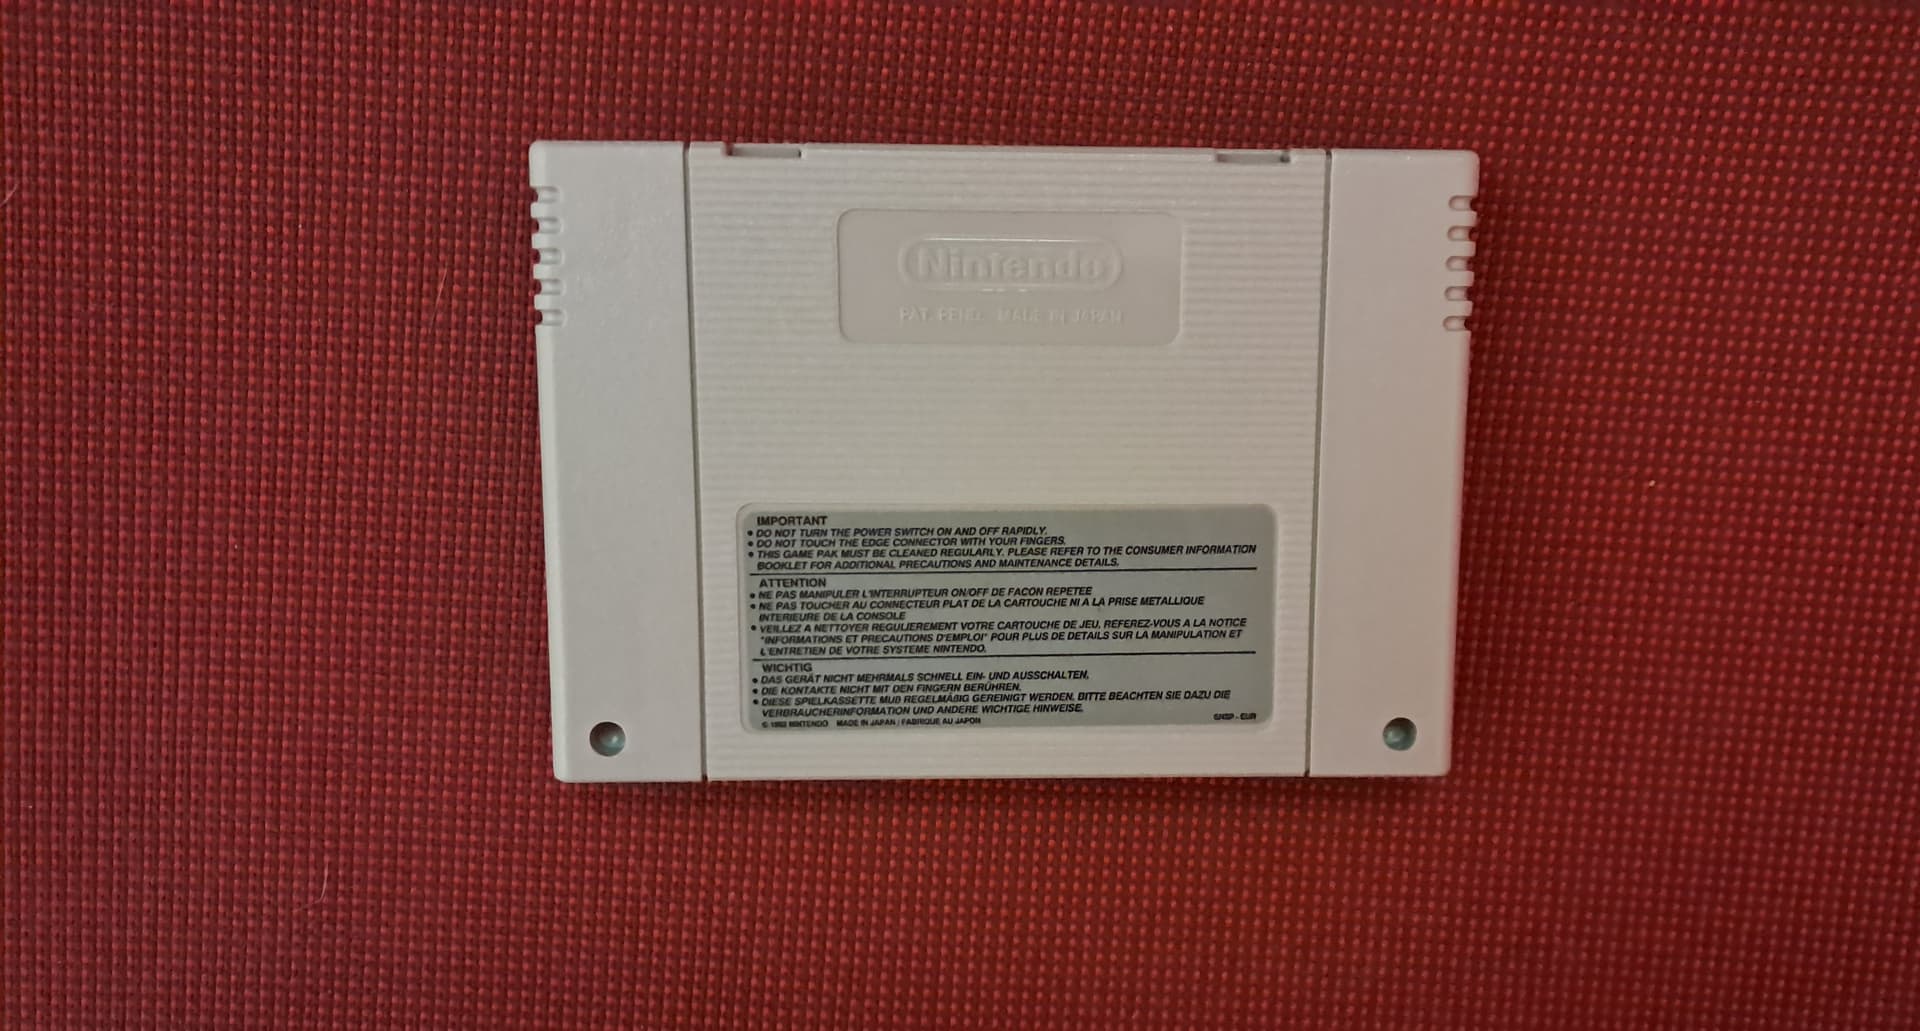 Nintendo
PAT. PEND. MADE IN JAPAN
IMPORTANT
• DO NOT TURN THE POWER SWITCH ON AND OFF RAPIDLY.
• DO NOT TOUCH THE EDGE CONNECTOR WITH YOUR FINGERS.
• THIS GAME PAK MUST BE CLEANED REGULARLY. PLEASE REFER TO THE CONSUMER INFORMATION
BOOKLET FOR ADDITIONAL PRECAUTIONS AND MAINTENANCE DETAILS.
ATTENTION
• NE PAS MANIPULER L'INTERRUPTEUR ON/OFF DE FACON REPETEE
• NE PAS TOUCHER AU CONNECTEUR PLAT DE LA CARTOUCHE NI A LA PRISE METALLIQUE
INTERIEURE DE LA CONSOLE
• VEILLEZ A NETTOYER REGULIEREMENT VOTRE CARTOUCHE DE JEU. REFEREZ-VOUS A LA NOTICE
"INFORMATIONS ET PRECAUTIONS D'EMPLOI" POUR PLUS DE DETAILS SUR LA MANIPULATION ET
L'ENTRETIEN DE VOTRE SYSTEME NINTENDO.
WICHTIG
• DAS GERÄT NICHT MEHRMALS SCHNELL EIN- UND AUSSCHALTEN.
• DIE KONTAKTE NICHT MIT DEN FINGERN BERÜHREN.
• DIESE SPIELKASSETTE MUß REGELMÄßIG GEREINIGT WERDEN. BITTE BEACHTEN SIE DAZU DIE
VERBRAUCHERINFORMATION UND ANDERE WICHTIGE HINWEISE.
© 1992 NINTENDO MADE IN JAPAN / FABRIQUE AU JAPON
SNSP - EUR